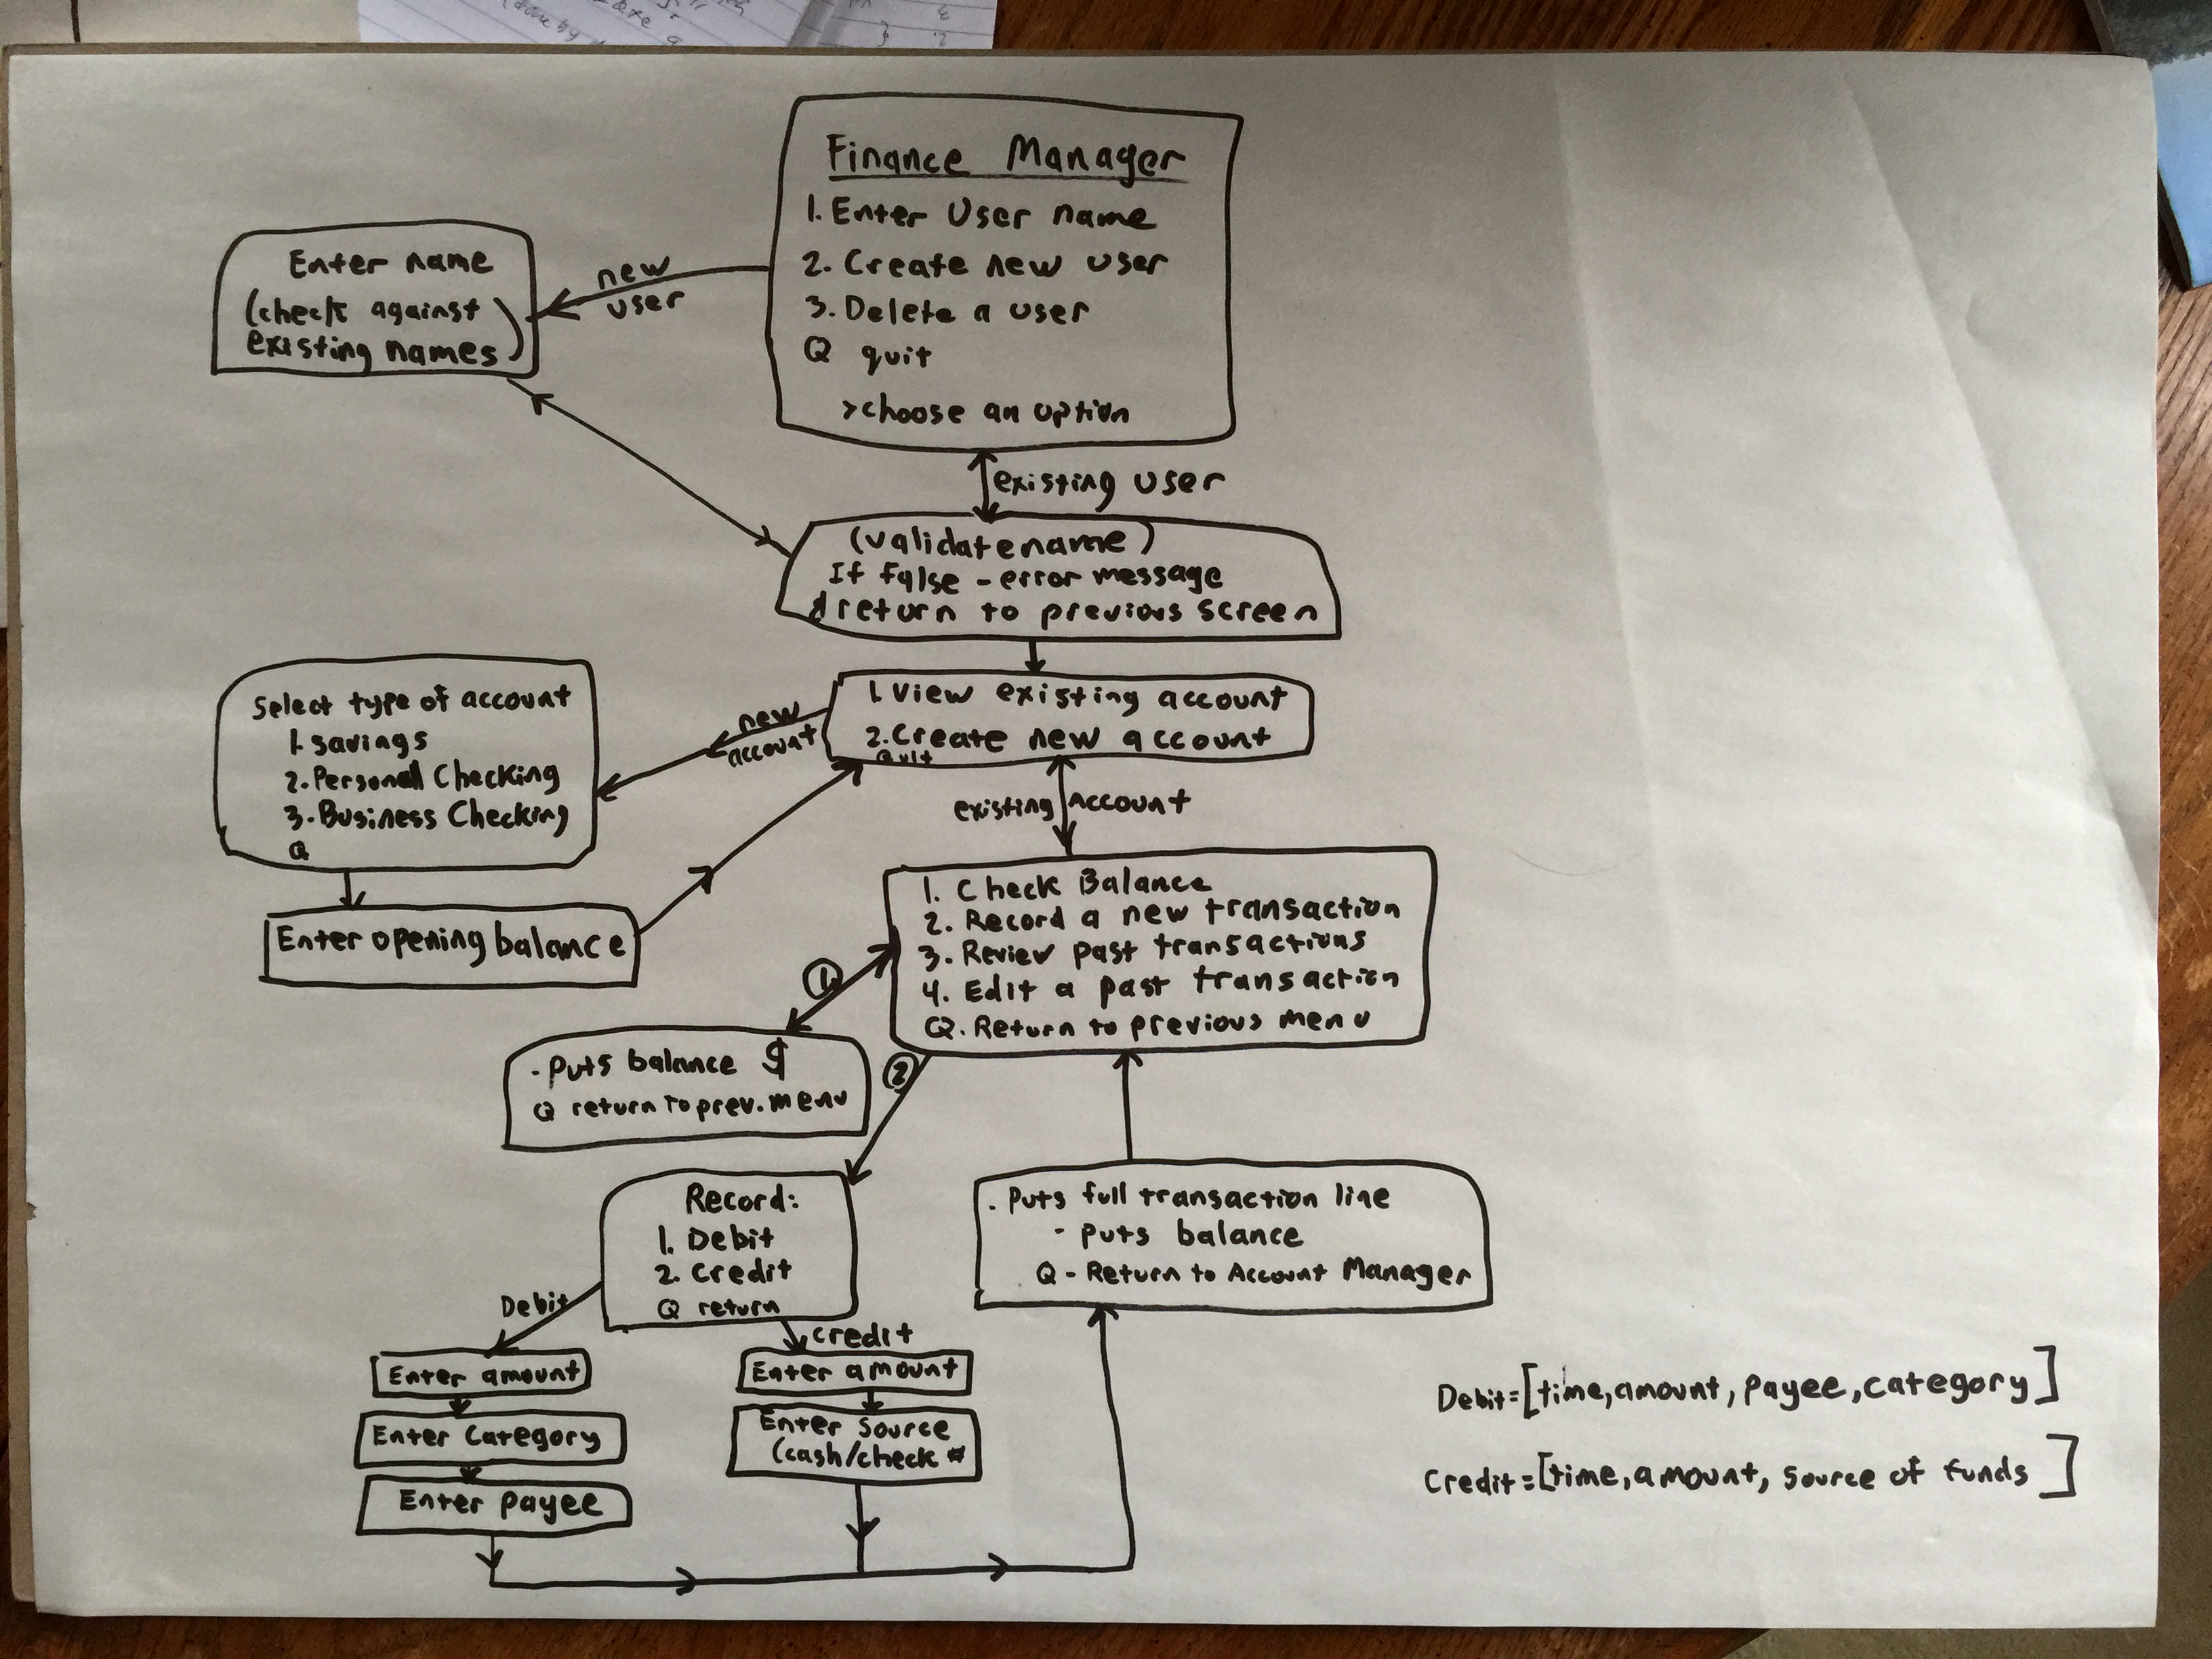 Finance Manager
1. Enter User name
2. Create new user
3. Delete a user
Q quit
>choose an option
new
user
Enter name
(check against
existing names)
existing user
(validate name)
If false - error message
& return to previous screen
1. View existing account
2. Create new account
Quit
new
account
Select type of account
1. Savings
2. Personal Checking
3. Business Checking
Q
Enter opening balance
existing account
1. Check Balance
2. Record a new transaction
3. Review past transactions
4. Edit a past transaction
Q. Return to previous menu
1
- Puts balance $
Q return to prev. menu
2
Record:
1. Debit
2. Credit
Q return
. Puts full transaction line
- puts balance
Q - Return to Account Manager
Debit
credit
Enter amount
Enter Category
Enter payee
Enter amount
Enter source
(cash/check #
Debit=[time, amount, payee, category]
Credit=[time, amount, source of funds ]